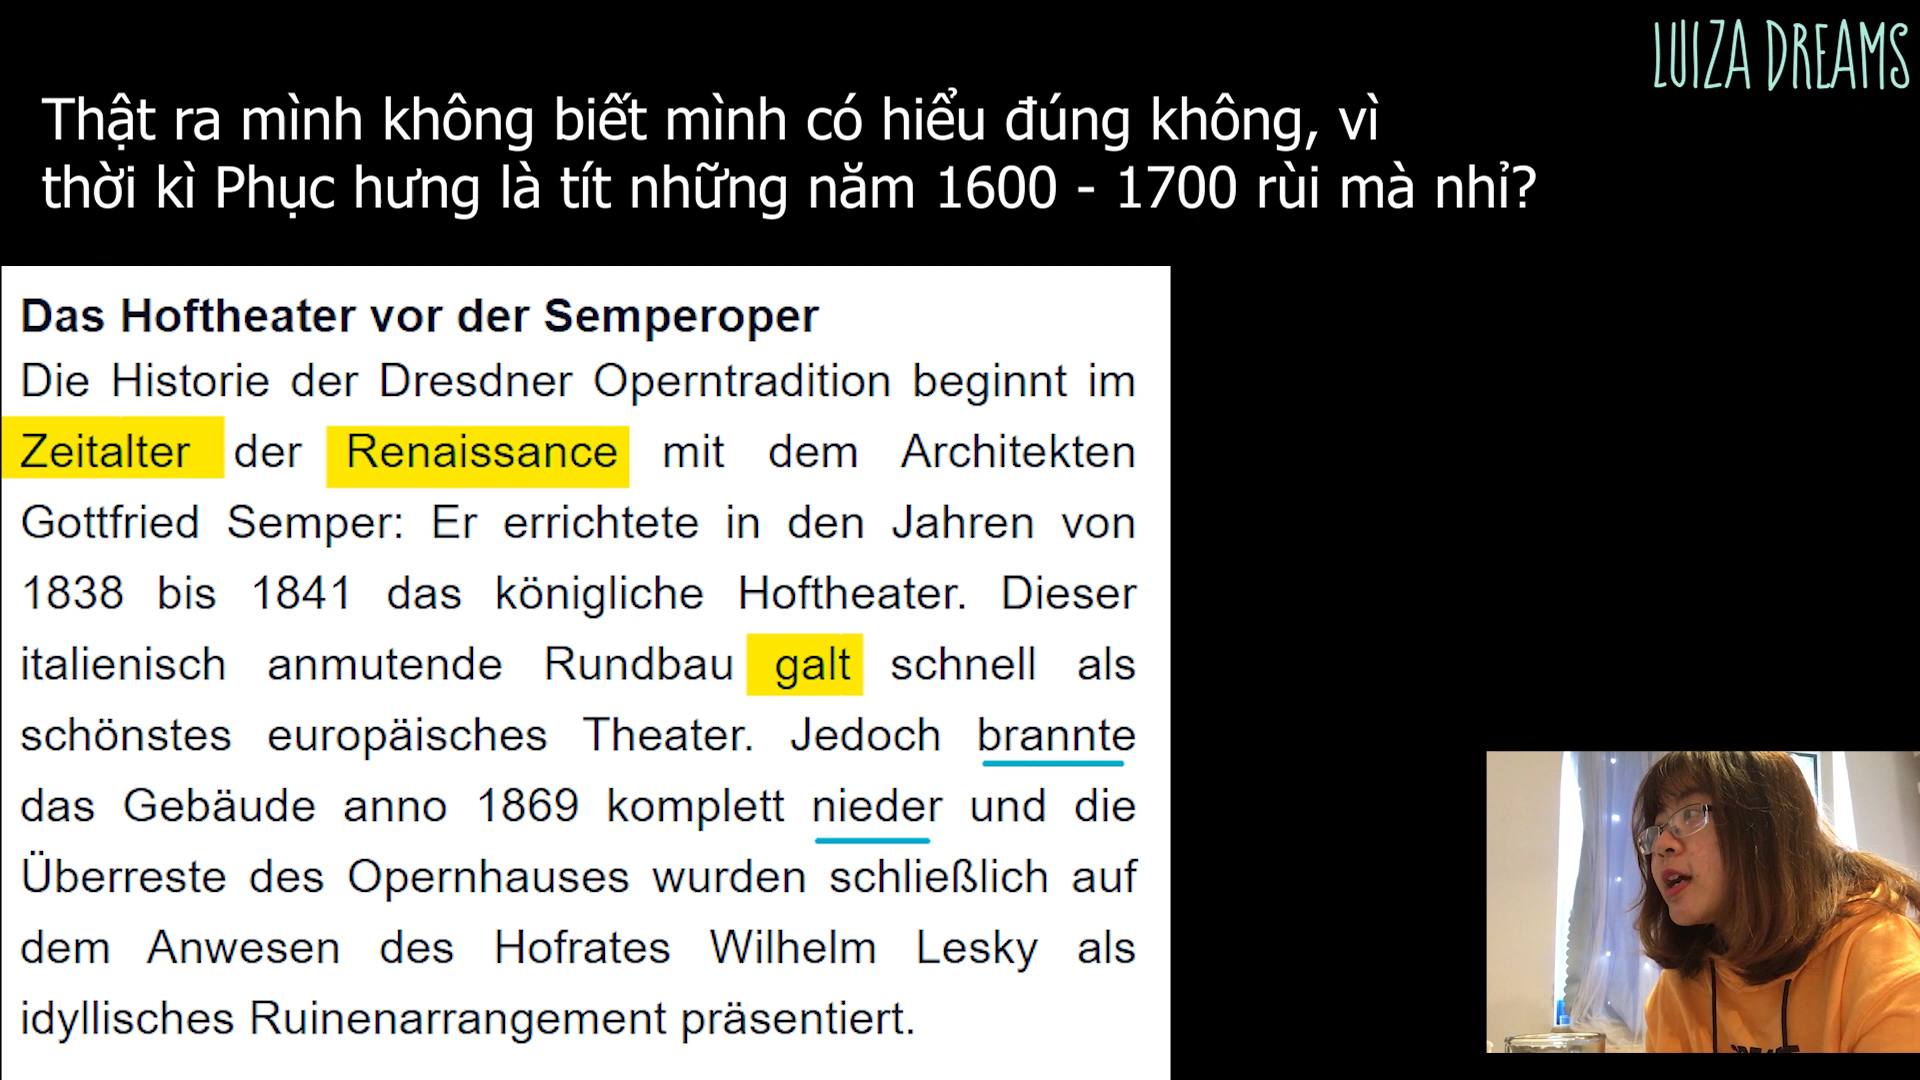 LUIZA DREAMS
Thật ra mình không biết mình có hiểu đúng không, vì
thời kì Phục hưng là tít những năm 1600 - 1700 rùi mà nhỉ?
Das Hoftheater vor der Semperoper
Die Historie der Dresdner Operntradition beginnt im
Zeitalter der Renaissance mit dem Architekten
Gottfried Semper: Er errichtete in den Jahren von
1838 bis 1841 das königliche Hoftheater. Dieser
italienisch anmutende Rundbau galt schnell als
schönstes europäisches Theater. Jedoch brannte
das Gebäude anno 1869 komplett nieder und die
Überreste des Opernhauses wurden schließlich auf
dem Anwesen des Hofrates Wilhelm Lesky als
idyllisches Ruinenarrangement präsentiert.